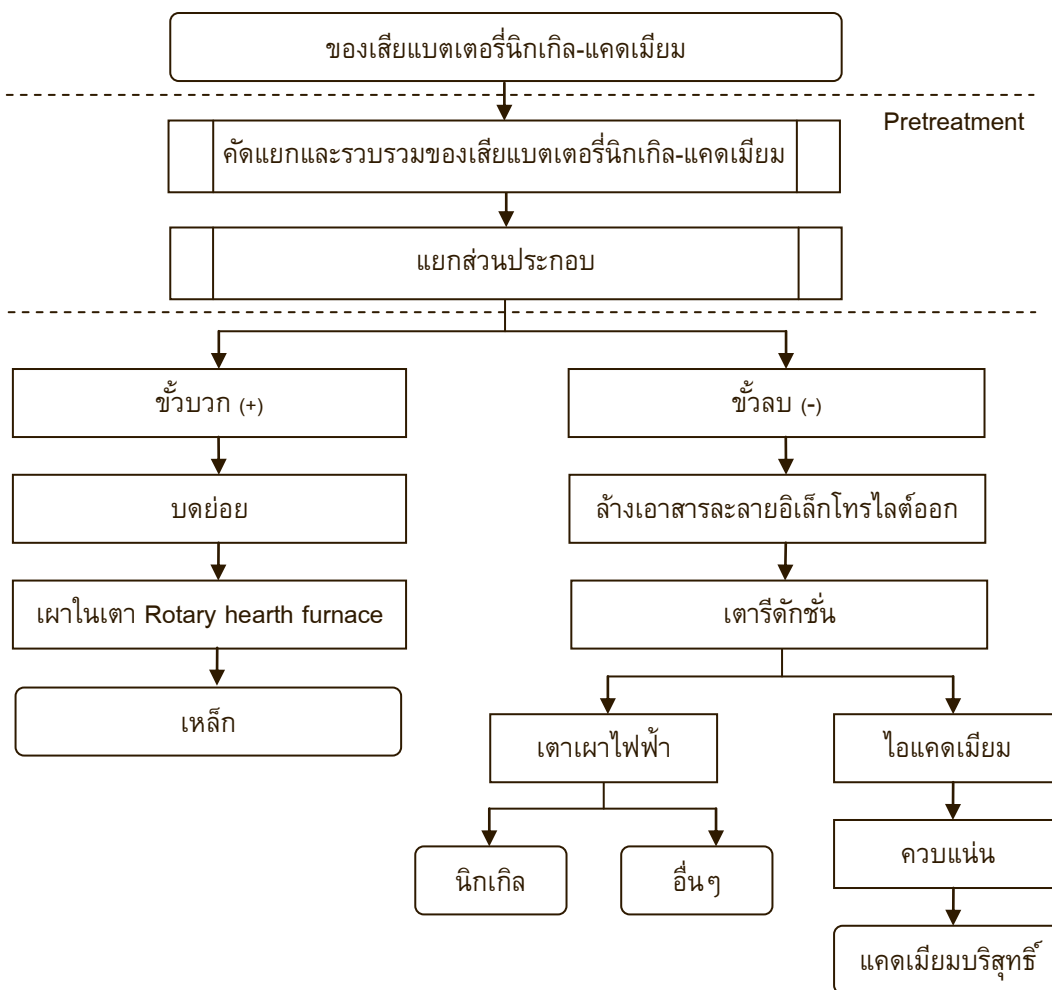 ของเสียแบตเตอรี่นิกเกิล-แคดเมียม
Pretreatment
คัดแยกและรวบรวมของเสียแบตเตอรี่นิกเกิล-แคดเมียม
แยกส่วนประกอบ
ขั้วบวก (+)
ขั้วลบ (-)
บดย่อย
ล้างเอาสารละลายอิเล็กโทรไลต์ออก
เผาในเตา Rotary hearth furnace
เตารีดักชั่น
เหล็ก
เตาเผาไฟฟ้า
ไอแคดเมียม
นิกเกิล
อื่นๆ
ควบแน่น
แคดเมียมบริสุทธิ์